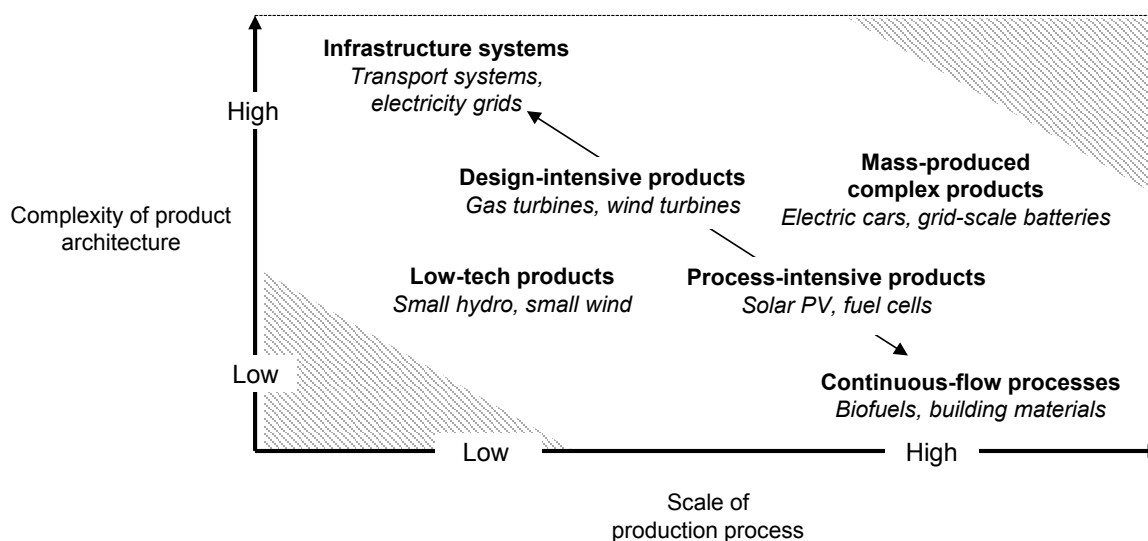 Infrastructure systems
Transport systems,
electricity grids
High
Mass-produced
complex products
Electric cars, grid-scale batteries
Design-intensive products
Gas turbines, wind turbines
Complexity of product
architecture
Low-tech products
Small hydro, small wind
Process-intensive products
Solar PV, fuel cells
Low
Continuous-flow processes
Biofuels, building materials
Low
High
Scale of
production process